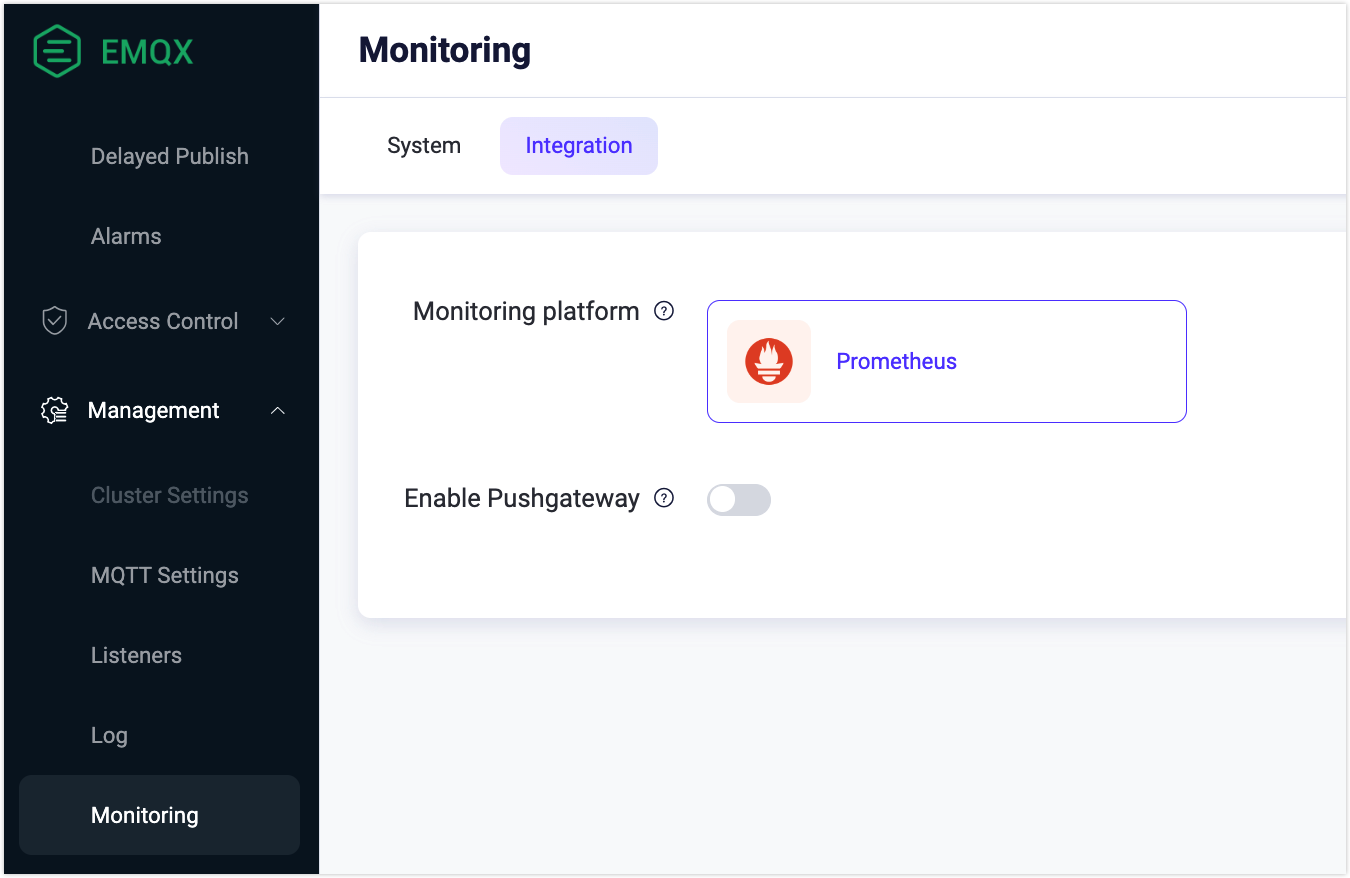 EMQX
Delayed Publish
Alarms
Access Control
Management
Cluster Settings
MQTT Settings
Listeners
Log
Monitoring
Monitoring
System
Integration
Monitoring platform ?
Prometheus
Enable Pushgateway ?